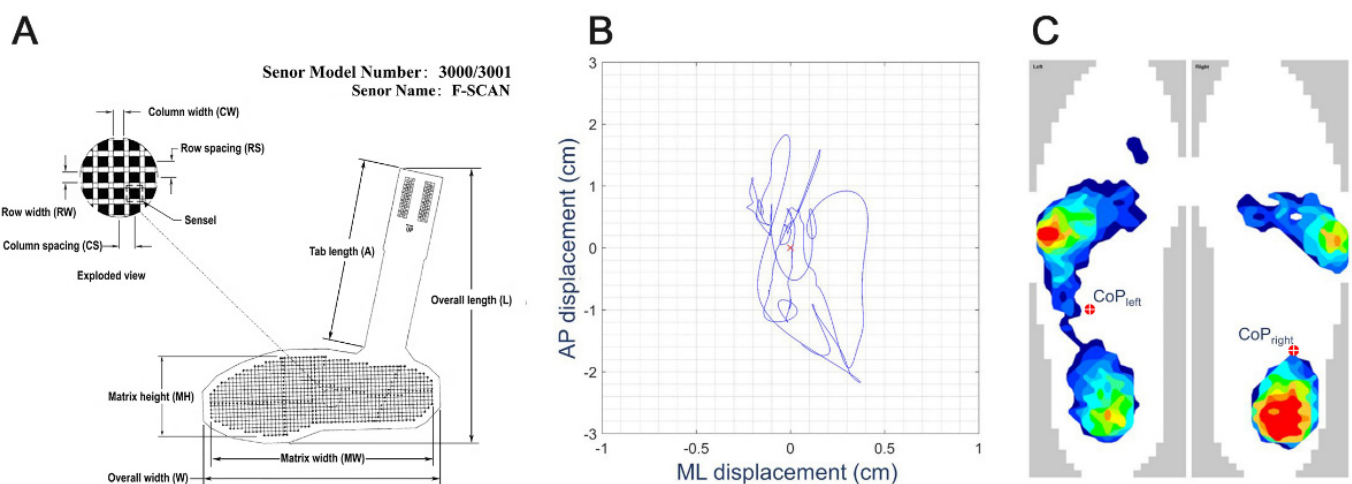 A
Senor Model Number: 3000/3001
Senor Name: F-SCAN
Column width (CW)
Row spacing (RS)
Row width (RW)
Sensel
Column spacing (CS)
Exploded view
Tab length (A)
Overall length (L)
Matrix height (MH)
Matrix width (MW)
Overall width (W)
B
3
2
1
0
-1
-2
-3
-1
-0.5
0
0.5
1
AP displacement (cm)
ML displacement (cm)
C
Left
Right
CoPleft
CoPright